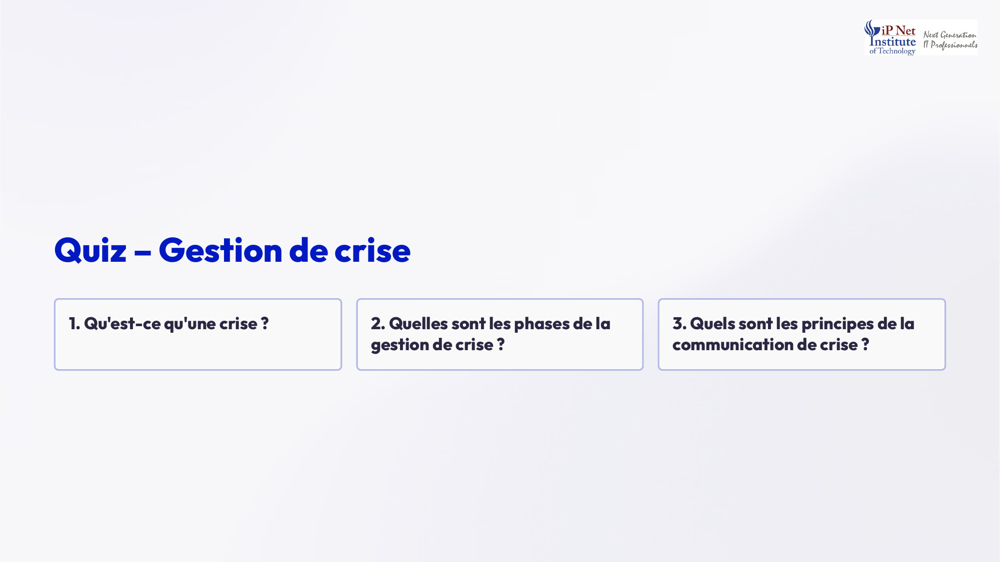 iP Net
Institute
of Technology
Next Generation
IT Professionnels
Quiz – Gestion de crise
1. Qu'est-ce qu'une crise ?
2. Quelles sont les phases de la
gestion de crise ?
3. Quels sont les principes de la
communication de crise ?